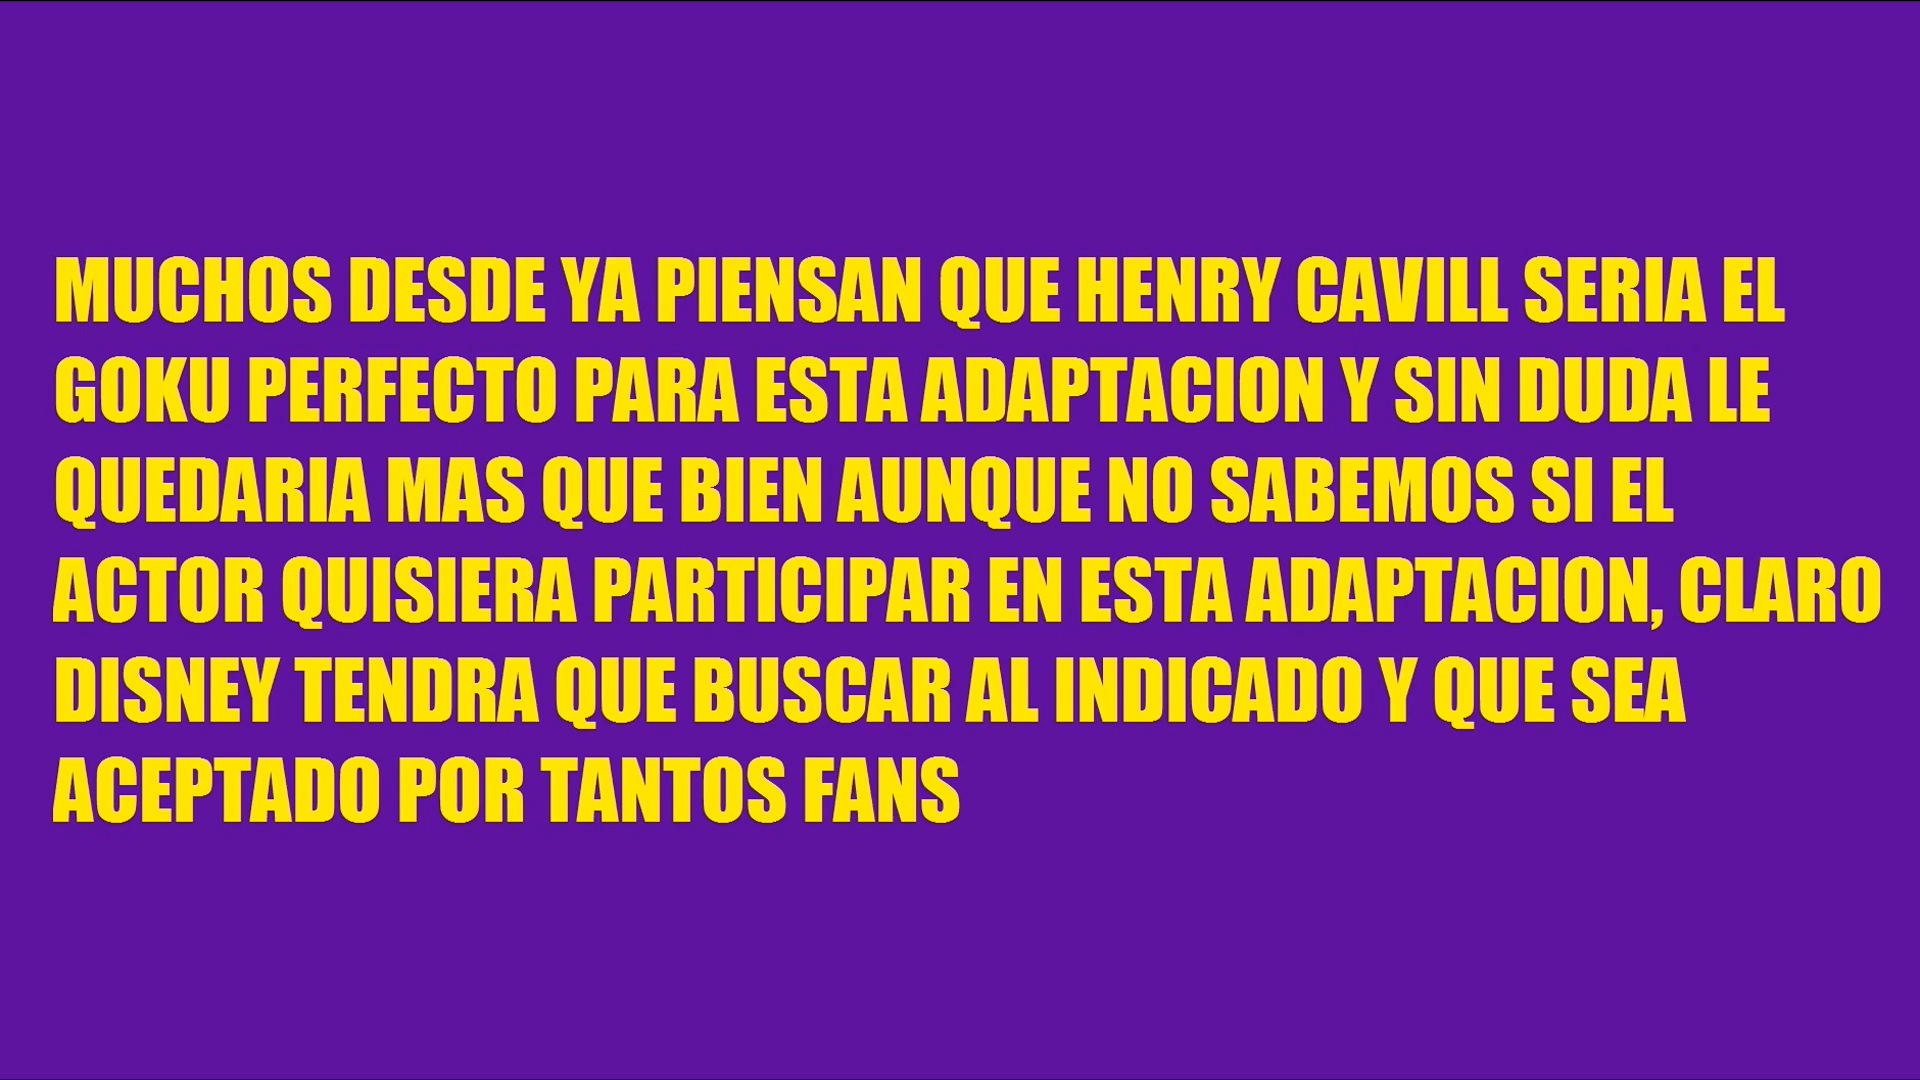 MUCHOS DESDE YA PIENSAN QUE HENRY CAVILL SERIA EL
GOKU PERFECTO PARA ESTA ADAPTACION Y SIN DUDA LE
QUEDARIA MAS QUE BIEN AUNQUE NO SABEMOS SI EL
ACTOR QUISIERA PARTICIPAR EN ESTA ADAPTACION, CLARO
DISNEY TENDRA QUE BUSCAR AL INDICADO Y QUE SEA
ACEPTADO POR TANTOS FANS